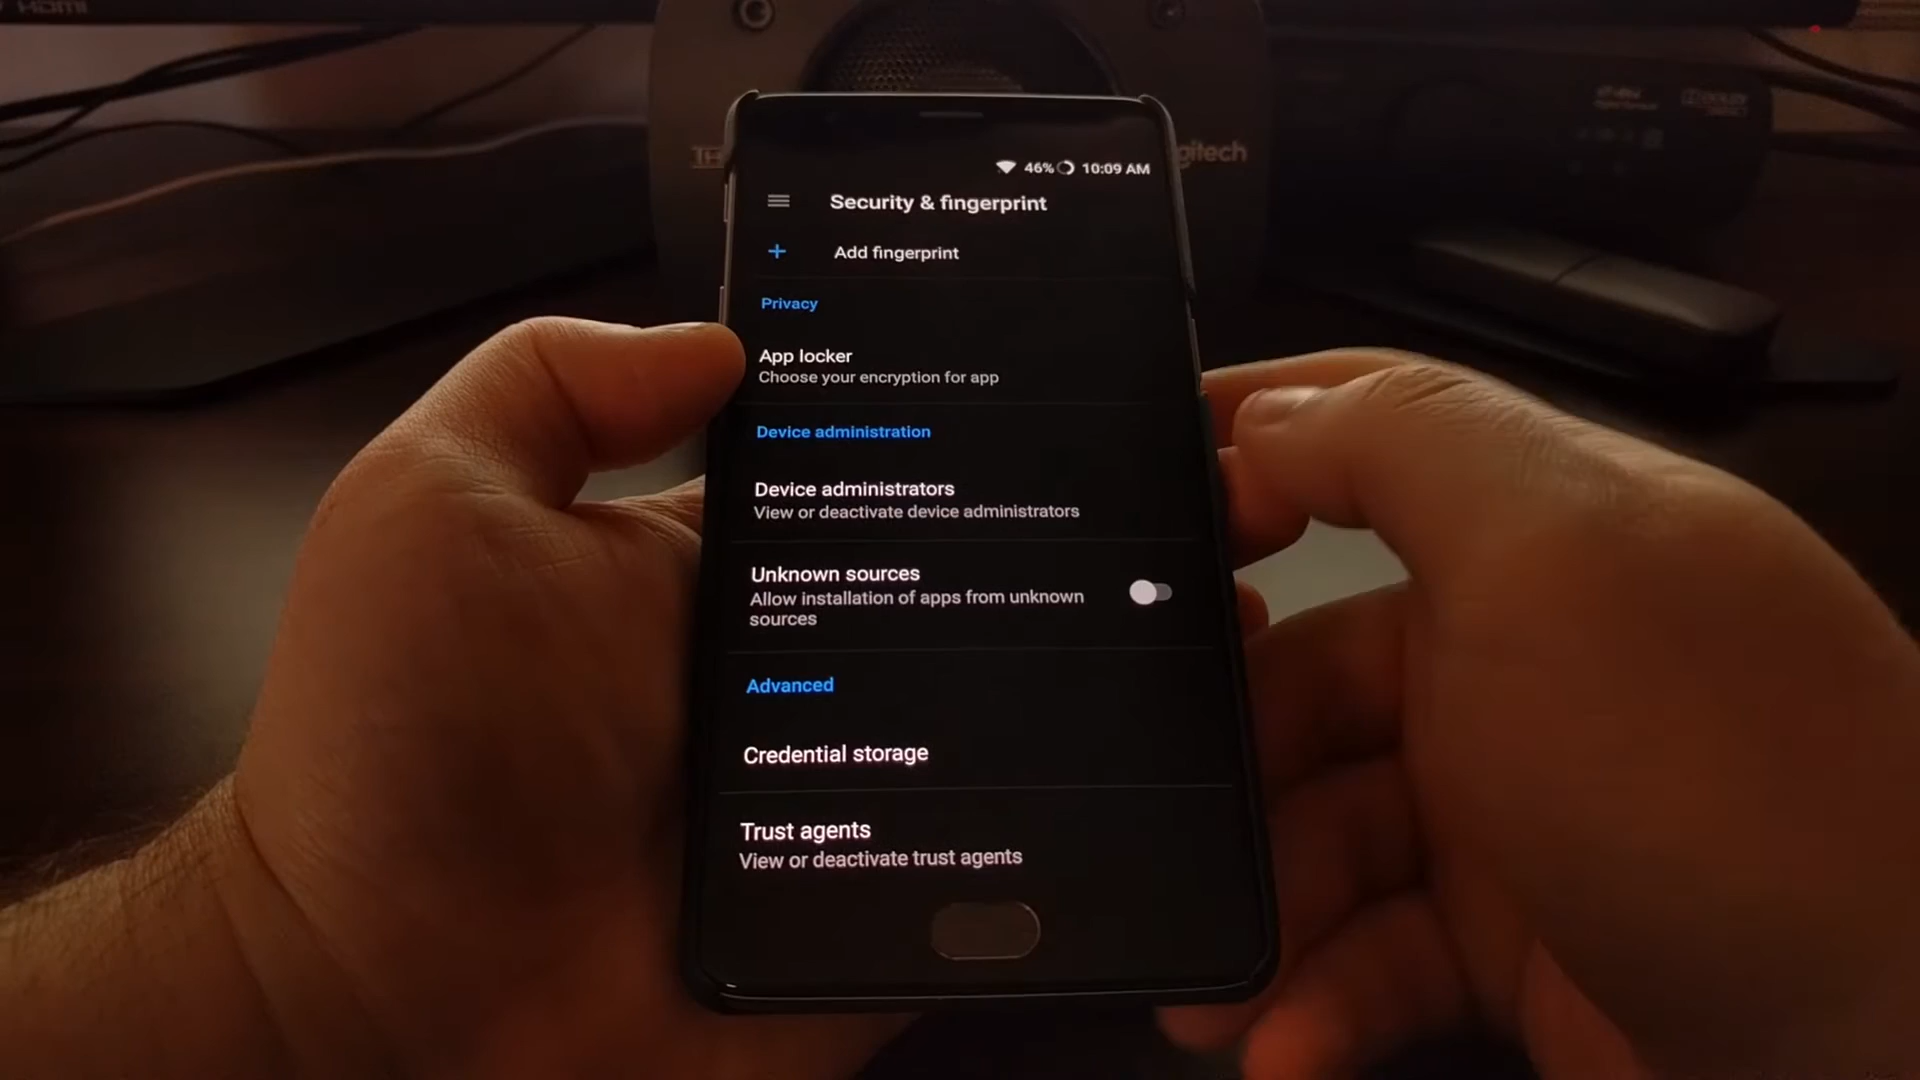 HDMI
TH
gitech
46% 10:09 AM
Security & fingerprint
Add fingerprint
Privacy
App locker
Choose your encryption for app
Device administration
Device administrators
View or deactivate device administrators
Unknown sources
Allow installation of apps from unknown
sources
Advanced
Credential storage
Trust agents
View or deactivate trust agents